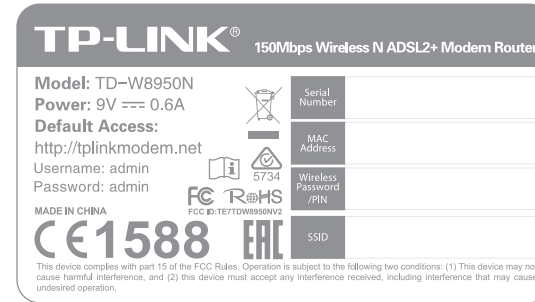 TP-LINK®
150Mbps Wireless N ADSL2+ Modem Router
Model: TD-W8950N
Power: 9V ⎓ 0.6A
Default Access:
http://tplinkmodem.net
Username: admin
Password: admin
MADE IN CHINA
5734
FC RoHS
FCC ID:TE7TDW8950NV2
CE1588 EAC
Serial
Number
MAC
Address
Wireless
Password
/PIN
SSID
This device complies with part 15 of the FCC Rules. Operation is subject to the following two conditions: (1) This device may no
cause harmful interference, and (2) this device must accept any interference received, including interference that may cause
undesired operation.